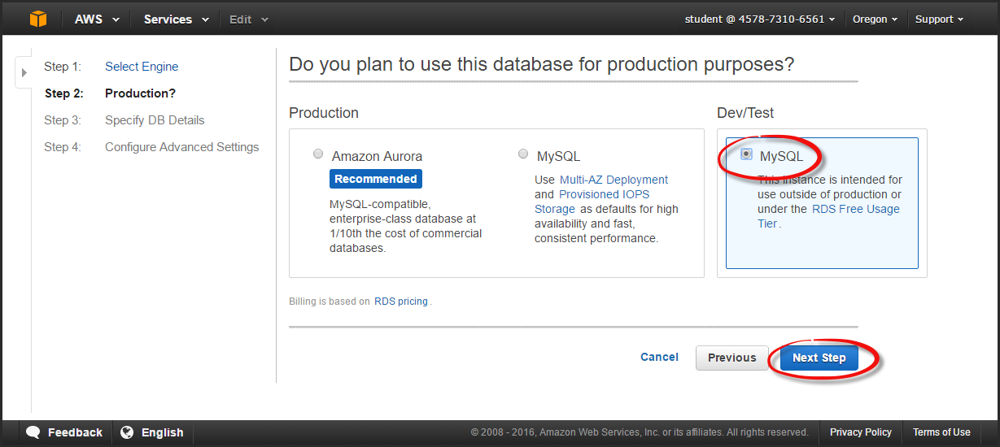 AWS Services Edit student @ 4578-7310-6561 Oregon Support
Step 1: Select Engine
Step 2: Production?
Step 3: Specify DB Details
Step 4: Configure Advanced Settings
Do you plan to use this database for production purposes?
Production
Amazon Aurora
Recommended
MySQL-compatible,
enterprise-class database at
1/10th the cost of commercial
databases.
MySQL
Use Multi-AZ Deployment
and Provisioned IOPS
Storage as defaults for high
availability and fast,
consistent performance.
Dev/Test
MySQL
This instance is intended for
use outside of production or
under the RDS Free Usage
Tier.
Billing is based on RDS pricing.
Cancel Previous Next Step
Feedback English © 2008 - 2016, Amazon Web Services, Inc. or its affiliates. All rights reserved. Privacy Policy Terms of Use